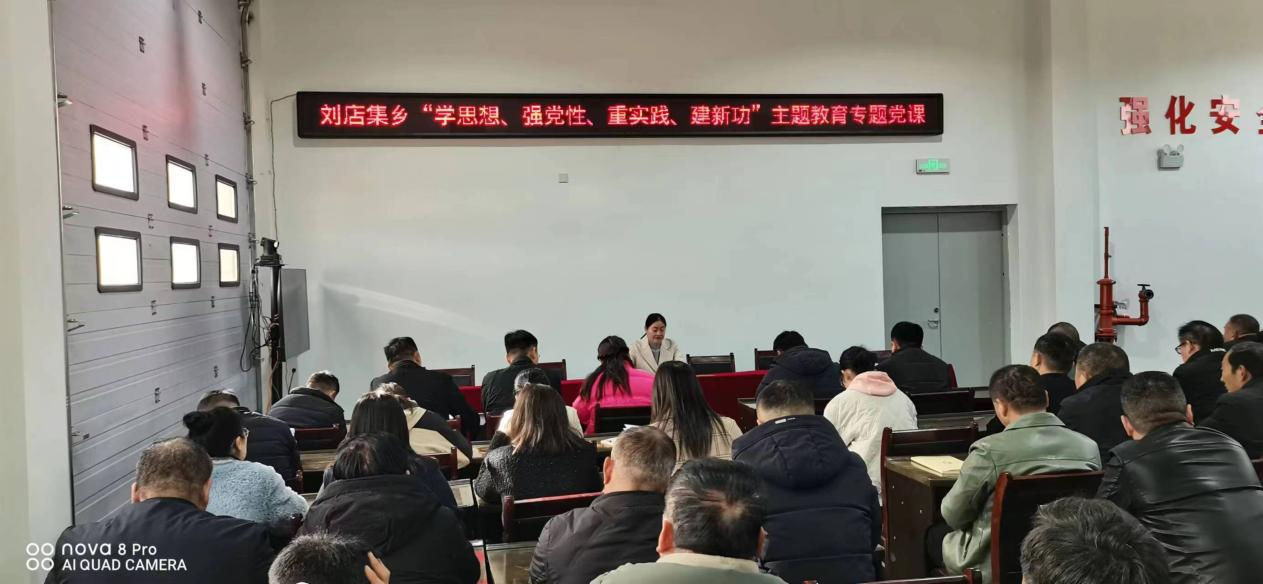 刘店集乡“学思想、强党性、重实践、建新功”主题教育专题党课
强化安全
nova 8 Pro
AI QUAD CAMERA